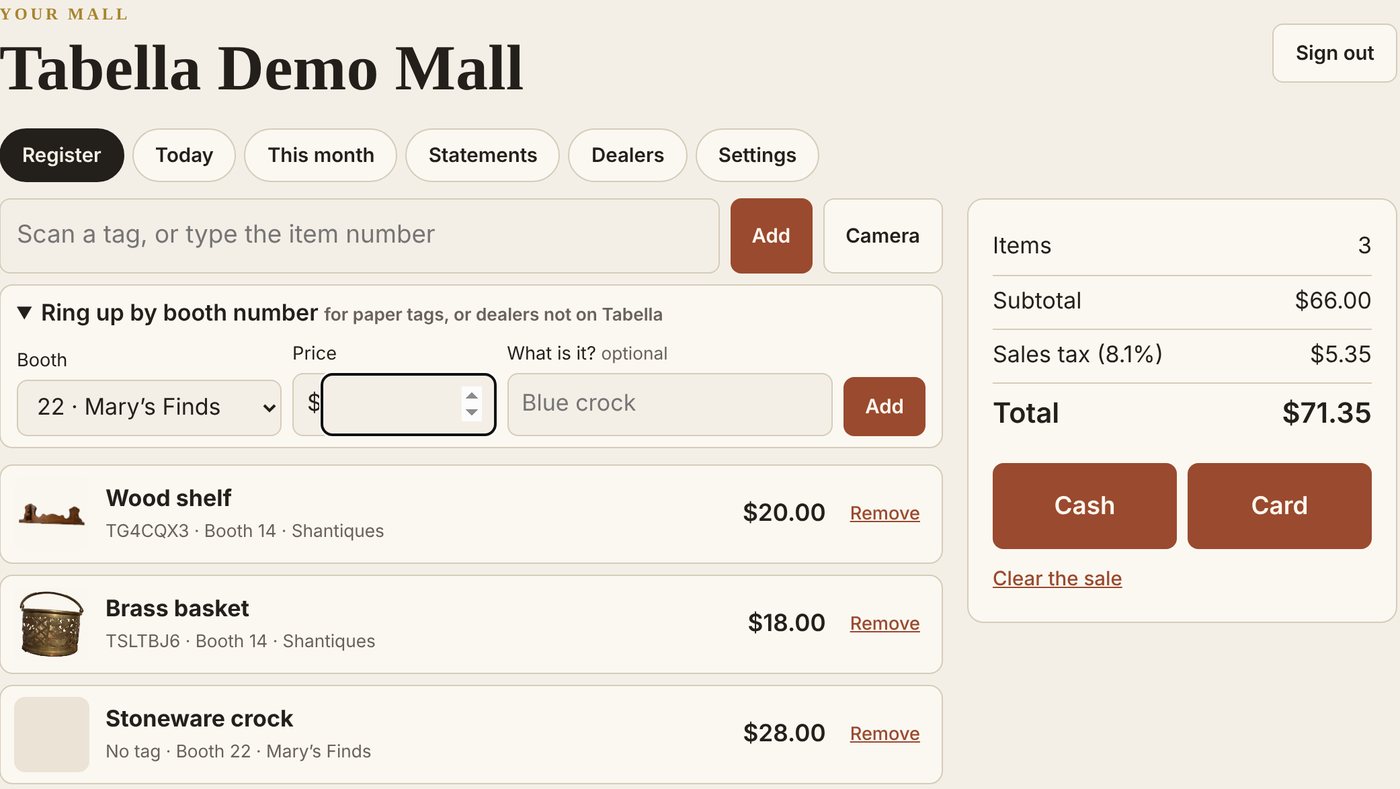 YOUR MALL
Tabella Demo Mall
Sign out
Register
Today
This month
Statements
Dealers
Settings
Scan a tag, or type the item number
Add
Camera
▼ Ring up by booth number for paper tags, or dealers not on Tabella
Booth
Price
What is it? optional
22 · Mary’s Finds
$
Blue crock
Add
Wood shelf
TG4CQX3 · Booth 14 · Shantiques
$20.00
Remove
Brass basket
TSLTBJ6 · Booth 14 · Shantiques
$18.00
Remove
Stoneware crock
No tag · Booth 22 · Mary’s Finds
$28.00
Remove
Items 3
Subtotal $66.00
Sales tax (8.1%) $5.35
Total $71.35
Cash
Card
Clear the sale